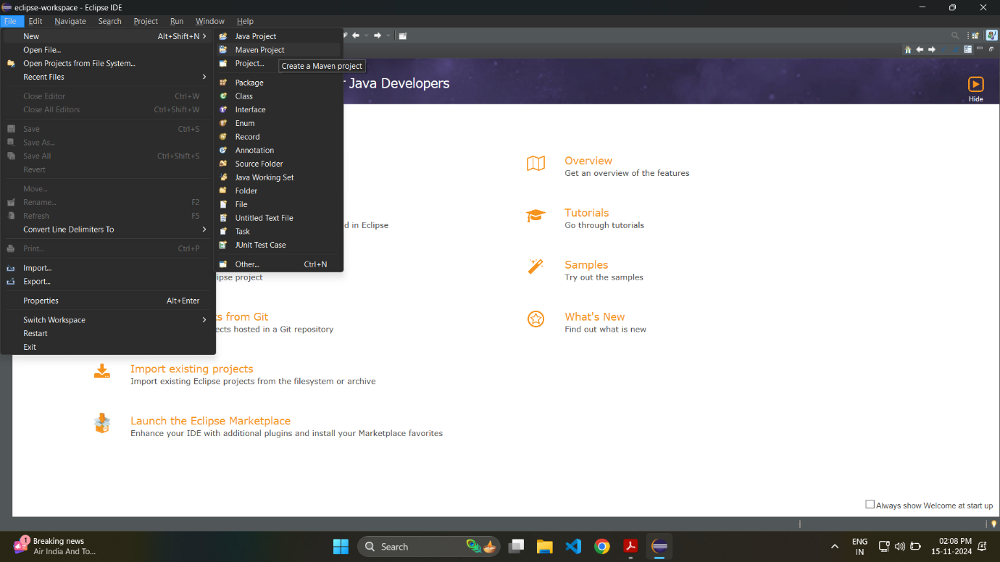 eclipse-workspace - Eclipse IDE
File Edit Navigate Search Project Run Window Help
New Alt+Shift+N
Open File...
Open Projects from File System...
Recent Files
Close Editor Ctrl+W
Close All Editors Ctrl+Shift+W
Save Ctrl+S
Save As...
Save All Ctrl+Shift+S
Revert
Move...
Rename... F2
Refresh F5
Convert Line Delimiters To
Print... Ctrl+P
Import...
Export...
Properties Alt+Enter
Switch Workspace
Restart
Exit
Java Project
Maven Project
Project...
Create a Maven project
Package
Class
Interface
Enum
Record
Annotation
Source Folder
Java Working Set
Folder
File
Untitled Text File
Task
JUnit Test Case
Other... Ctrl+N
Java Developers
Hide
d in Eclipse
ipse project
s from Git
ects hosted in a Git repository
Import existing projects
Import existing Eclipse projects from the filesystem or archive
Launch the Eclipse Marketplace
Enhance your IDE with additional plugins and install your Marketplace favorites
Overview
Get an overview of the features
Tutorials
Go through tutorials
Samples
Try out the samples
What's New
Find out what is new
Always show Welcome at start up
1
Breaking news
Air India And To...
Search
ENG
IN
02:08 PM
15-11-2024